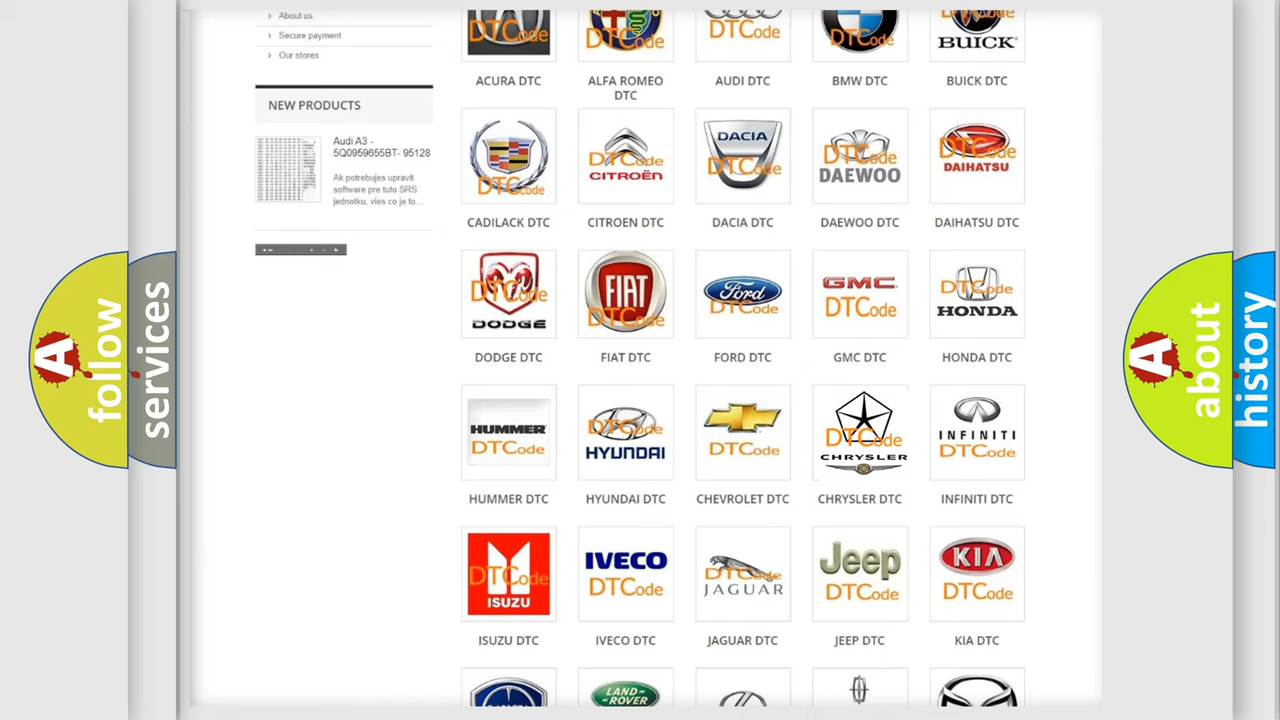 About us
Secure payment
Our stores
NEW PRODUCTS
Audi A3 -
5Q0959655BT- 95128
Ak potrebujes upravit
software pre tuto SRS
jednotku, vies co je to...
DTCode
DTCode
DTCode
DTCode
BUICK
ACURA DTC
ALFA ROMEO
DTC
AUDI DTC
BMW DTC
BUICK DTC
DTCode
DTCode
CITROËN
DACIA
DTCode
DTCode
DAEWOO
DTCode
DAIHATSU
CADILACK DTC
CITROEN DTC
DACIA DTC
DAEWOO DTC
DAIHATSU DTC
DTCode
DODGE
FIAT
DTCode
Ford
DTCode
GMC
DTCode
DTCode
HONDA
DODGE DTC
FIAT DTC
FORD DTC
GMC DTC
HONDA DTC
HUMMER
DTCode
DTCode
HYUNDAI
DTCode
DTCode
CHRYSLER
INFINITI
DTCode
HUMMER DTC
HYUNDAI DTC
CHEVROLET DTC
CHRYSLER DTC
INFINITI DTC
DTCode
ISUZU
IVECO
DTCode
DTCode
JAGUAR
Jeep
DTCode
KIA
DTCode
ISUZU DTC
IVECO DTC
JAGUAR DTC
JEEP DTC
KIA DTC
LAND-
ROVER
A
follow
services
A
about
history